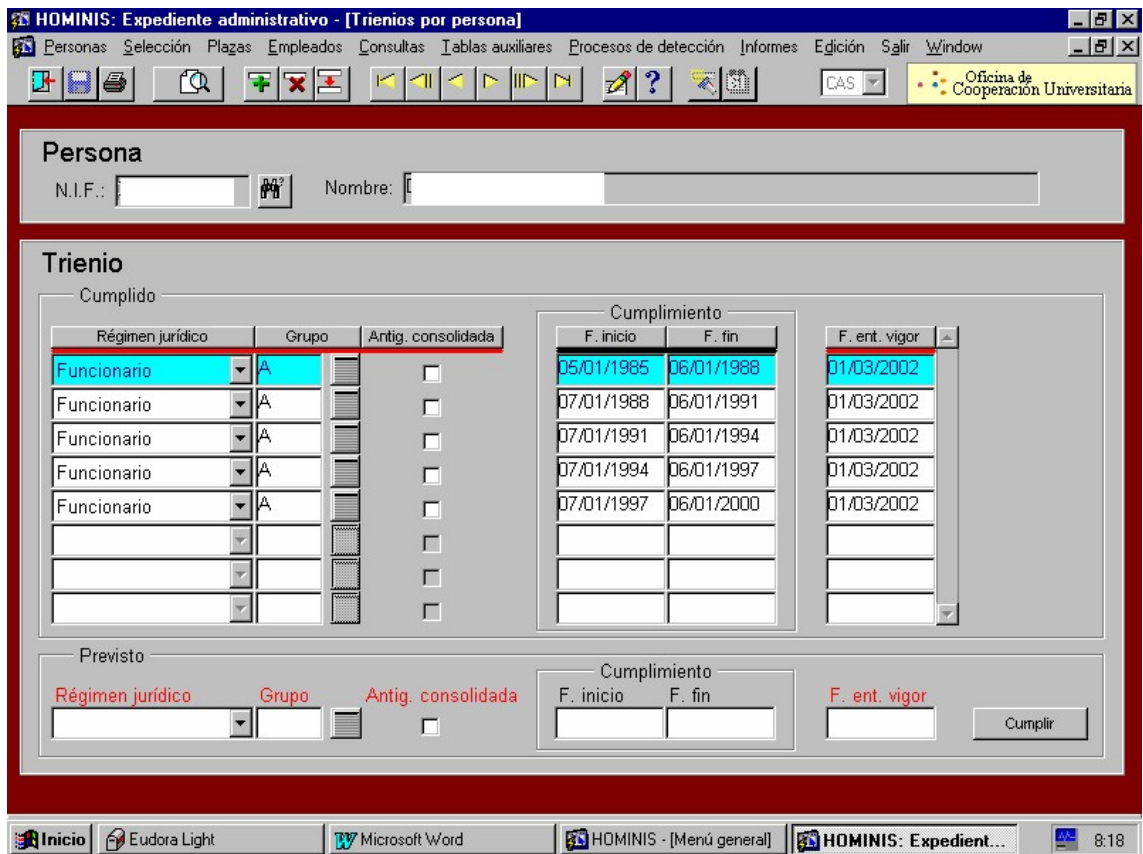 HOMINIS: Expediente administrativo - [Trienios por persona]
Personas Selección Plazas Empleados Consultas Tablas auxiliares Procesos de detección Informes Edición Salir Window
CAS
Oficina de
Cooperación Universitaria
Persona
N.I.F.: Nombre:
Trienio
Cumplido
Cumplimiento
Régimen jurídico Grupo Antig. consolidada F. inicio F. fin F. ent. vigor
Funcionario A 05/01/1985 06/01/1988 01/03/2002
Funcionario A 07/01/1988 06/01/1991 01/03/2002
Funcionario A 07/01/1991 06/01/1994 01/03/2002
Funcionario A 07/01/1994 06/01/1997 01/03/2002
Funcionario A 07/01/1997 06/01/2000 01/03/2002
Previsto
Cumplimiento
Régimen jurídico Grupo Antig. consolidada F. inicio F. fin F. ent. vigor
Cumplir
Inicio Eudora Light Microsoft Word HOMINIS - [Menú general] HOMINIS: Expedient... 8:18